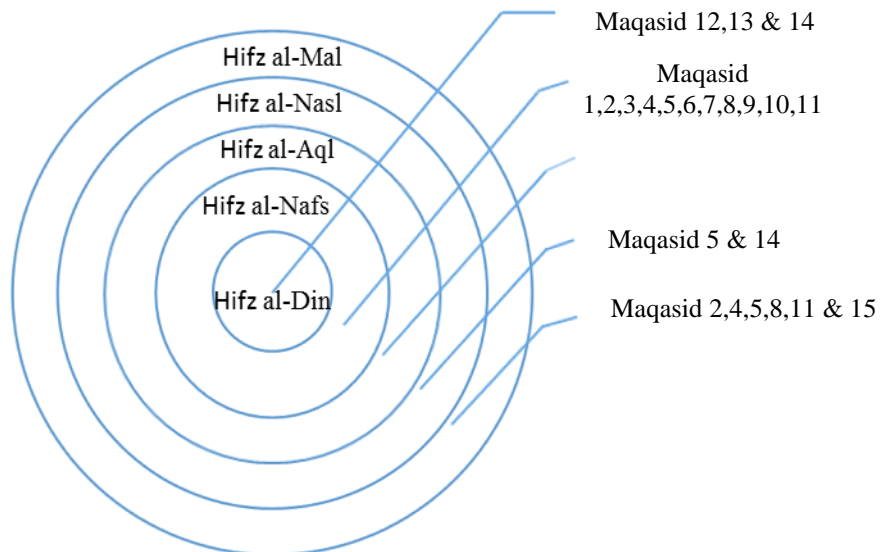 Hifz al-Mal
Hifz al-Nasl
Hifz al-Aql
Hifz al-Nafs
Hifz al-Din
Maqasid 12,13 & 14
Maqasid
1,2,3,4,5,6,7,8,9,10,11
Maqasid 5 & 14
Maqasid 2,4,5,8,11 & 15